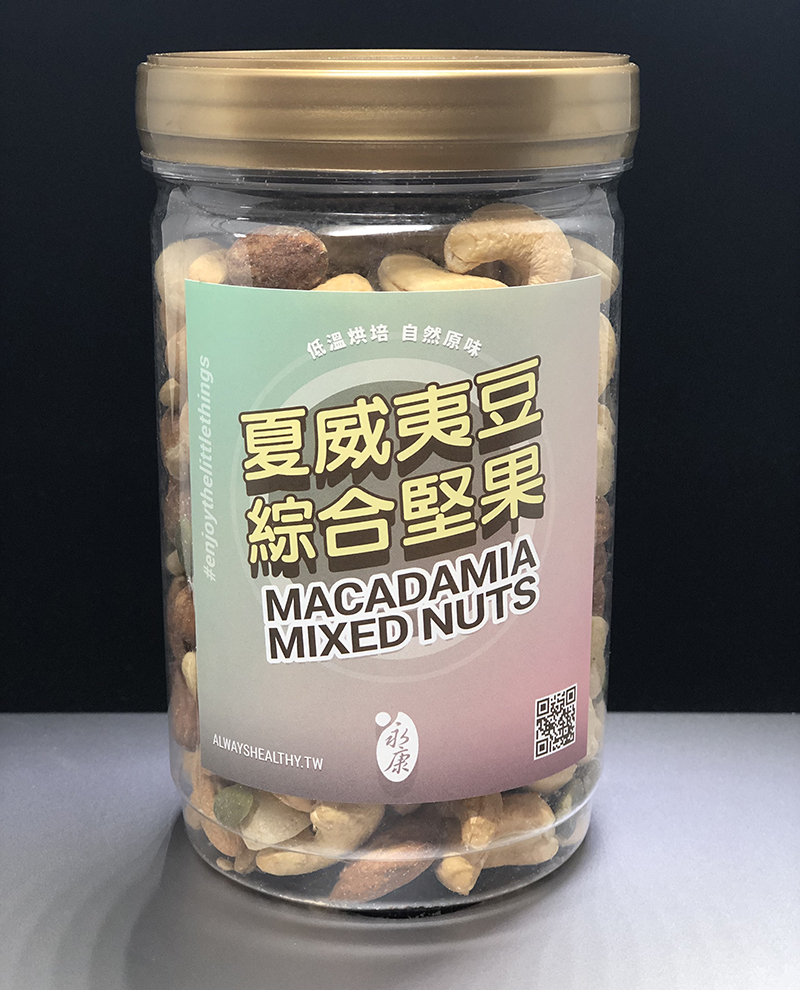 低溫烘培 自然原味
夏威夷豆
綜合堅果
MACADAMIA
MIXED NUTS
#enjoythelittlethings
ALWAYSHEALTHY.TW
永康